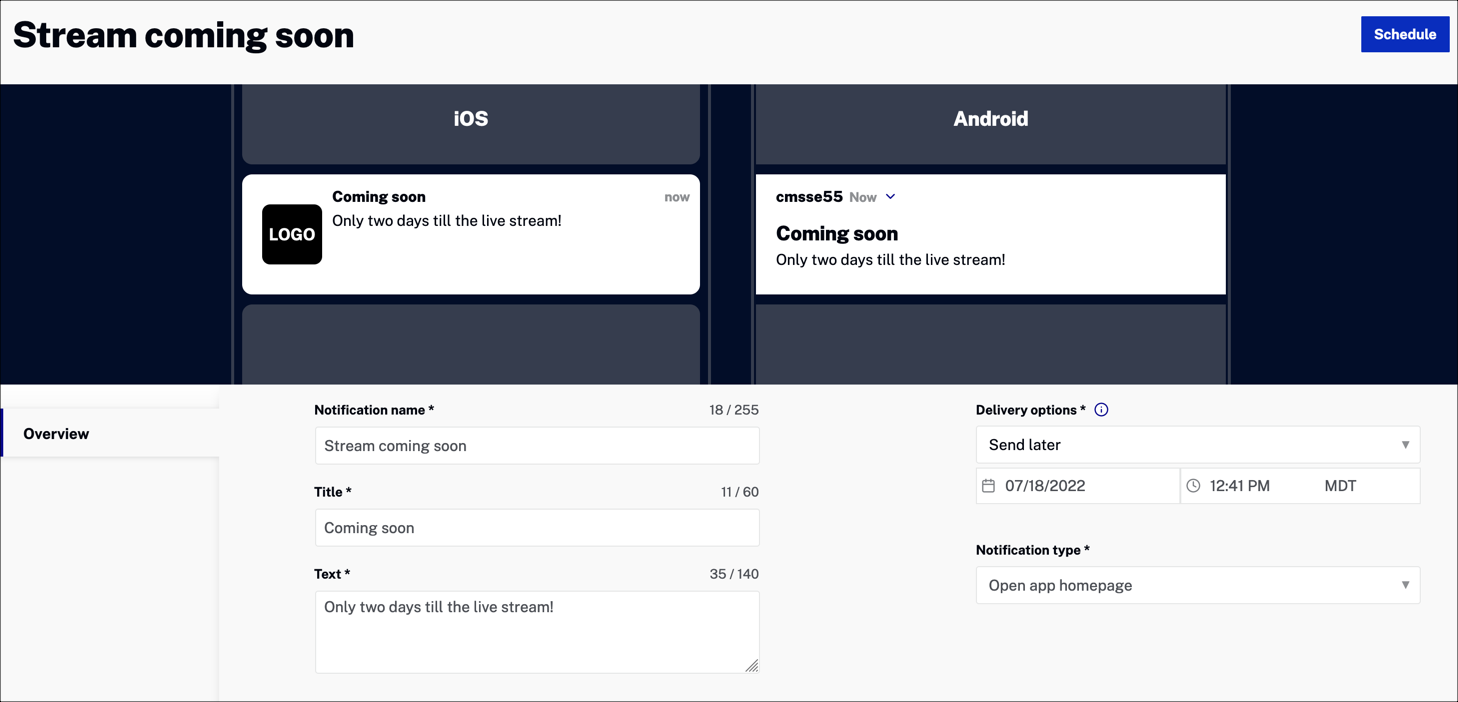 Stream coming soon
Schedule
iOS
Android
Coming soon
now
LOGO
Only two days till the live stream!
cmsse55 Now
Coming soon
Only two days till the live stream!
Overview
Notification name * 18 / 255
Stream coming soon
Title * 11 / 60
Coming soon
Text * 35 / 140
Only two days till the live stream!
Delivery options *
Send later
07/18/2022 12:41 PM MDT
Notification type *
Open app homepage